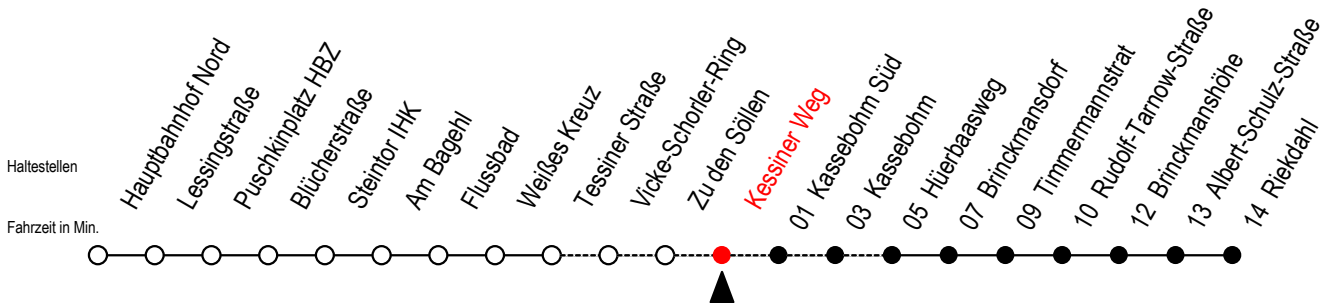 Haltestellen
Fahrzeit in Min.
Hauptbahnhof Nord
Lessingstraße
Puschkinplatz HBZ
Blücherstraße
Steintor IHK
Am Bagehl
Flussbad
Weißes Kreuz
Tessiner Straße
Vicke-Schorler-Ring
Zu den Söllen
Kessiner Weg
01 Kassebohm Süd
03 Kassebohm
05 Hüerbaasweg
07 Brinckmansdorf
09 Timmermannstrat
10 Rudolf-Tarnow-Straße
12 Brinckmanshöhe
13 Albert-Schulz-Straße
14 Riekdahl